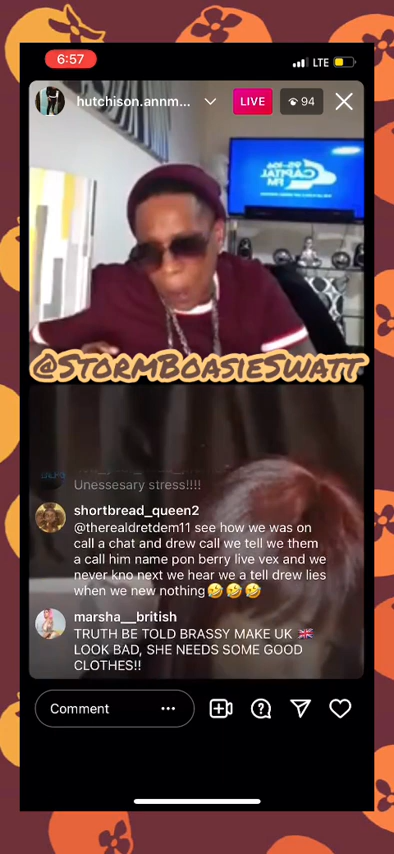 6:57
LTE
hutchison.annm...
LIVE
94
95-106
CAPITAL
FM
@STORMBOASIESWATT
Unessesary stress!!!!
shortbread_queen2
@therealdretdem11 see how we was on
call a chat and drew call we tell we them
a call him name pon berry live vex and we
never kno next we hear we a tell drew lies
when we new nothing🤣🤣🤣
marsha__british
TRUTH BE TOLD BRASSY MAKE UK 🇬🇧
LOOK BAD, SHE NEEDS SOME GOOD
CLOTHES!!
Comment